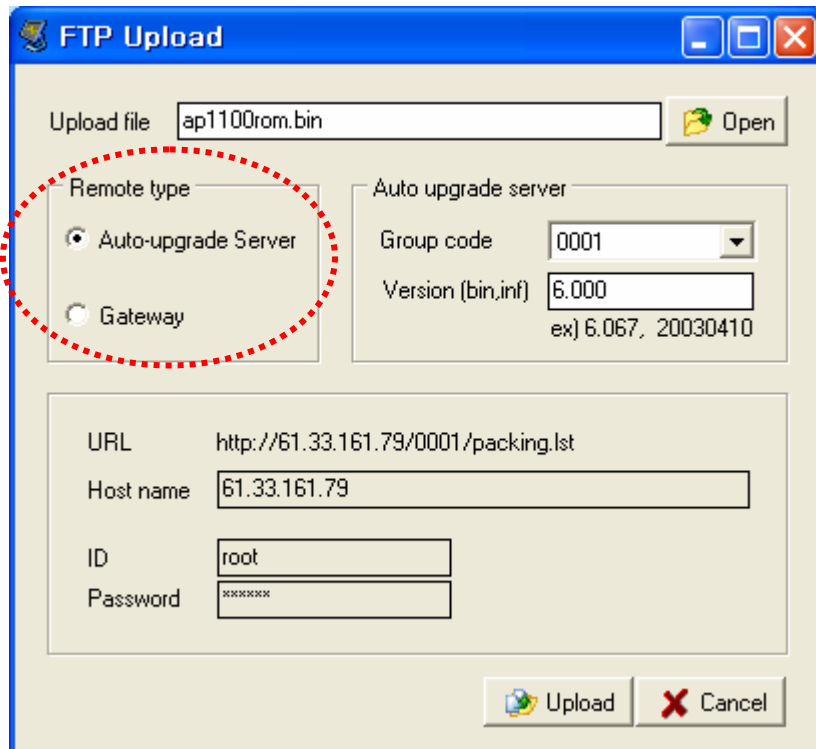 FTP Upload
Upload file ap1100rom.bin Open
Remote type
Auto-upgrade Server
Gateway
Auto upgrade server
Group code 0001
Version (bin,inf) 6.000
ex) 6.067, 20030410
URL http://61.33.161.79/0001/packing.lst
Host name 61.33.161.79
ID root
Password ******
Upload Cancel